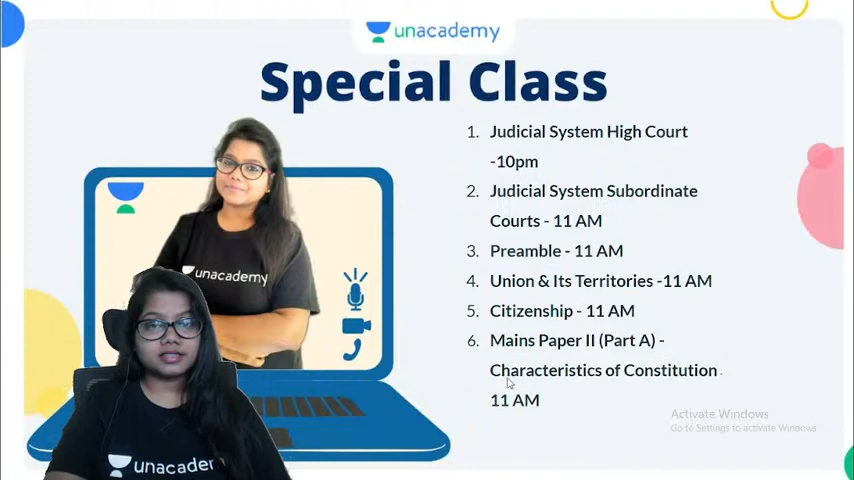 unacademy
Special Class
1. Judicial System High Court
-10pm
2. Judicial System Subordinate
Courts - 11 AM
3. Preamble - 11 AM
4. Union & Its Territories -11 AM
5. Citizenship - 11 AM
6. Mains Paper II (Part A) -
Characteristics of Constitution
11 AM
unacademy
unacader
Activate Windows
Go to Settings to activate Windows.